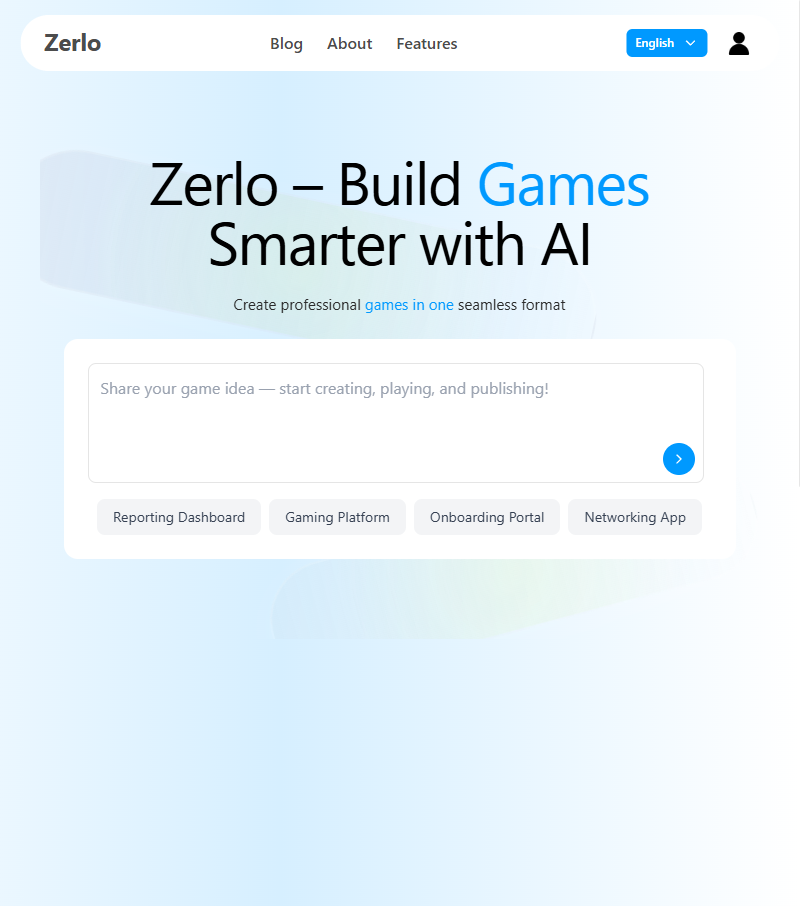 Zerlo
Blog
About
Features
English
Zerlo – Build Games
Smarter with AI
Create professional games in one seamless format
Share your game idea — start creating, playing, and publishing!
Reporting Dashboard
Gaming Platform
Onboarding Portal
Networking App